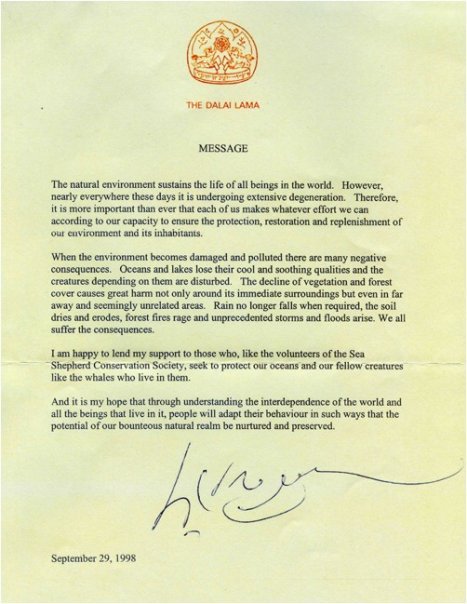 THE DALAI LAMA
MESSAGE
The natural environment sustains the life of all beings in the world. However,
nearly everywhere these days it is undergoing extensive degeneration. Therefore,
it is more important than ever that each of us makes whatever effort we can
according to our capacity to ensure the protection, restoration and replenishment of
our environment and its inhabitants.
When the environment becomes damaged and polluted there are many negative
consequences. Oceans and lakes lose their cool and soothing qualities and the
creatures depending on them are disturbed. The decline of vegetation and forest
cover causes great harm not only around its immediate surroundings but even in far
away and seemingly unrelated areas. Rain no longer falls when required, the soil
dries and erodes, forest fires rage and unprecedented storms and floods arise. We all
suffer the consequences.
I am happy to lend my support to those who, like the volunteers of the Sea
Shepherd Conservation Society, seek to protect our oceans and our fellow creatures
like the whales who live in them.
And it is my hope that through understanding the interdependence of the world and
all the beings that live in it, people will adapt their behaviour in such ways that the
potential of our bounteous natural realm be nurtured and preserved.
September 29, 1998